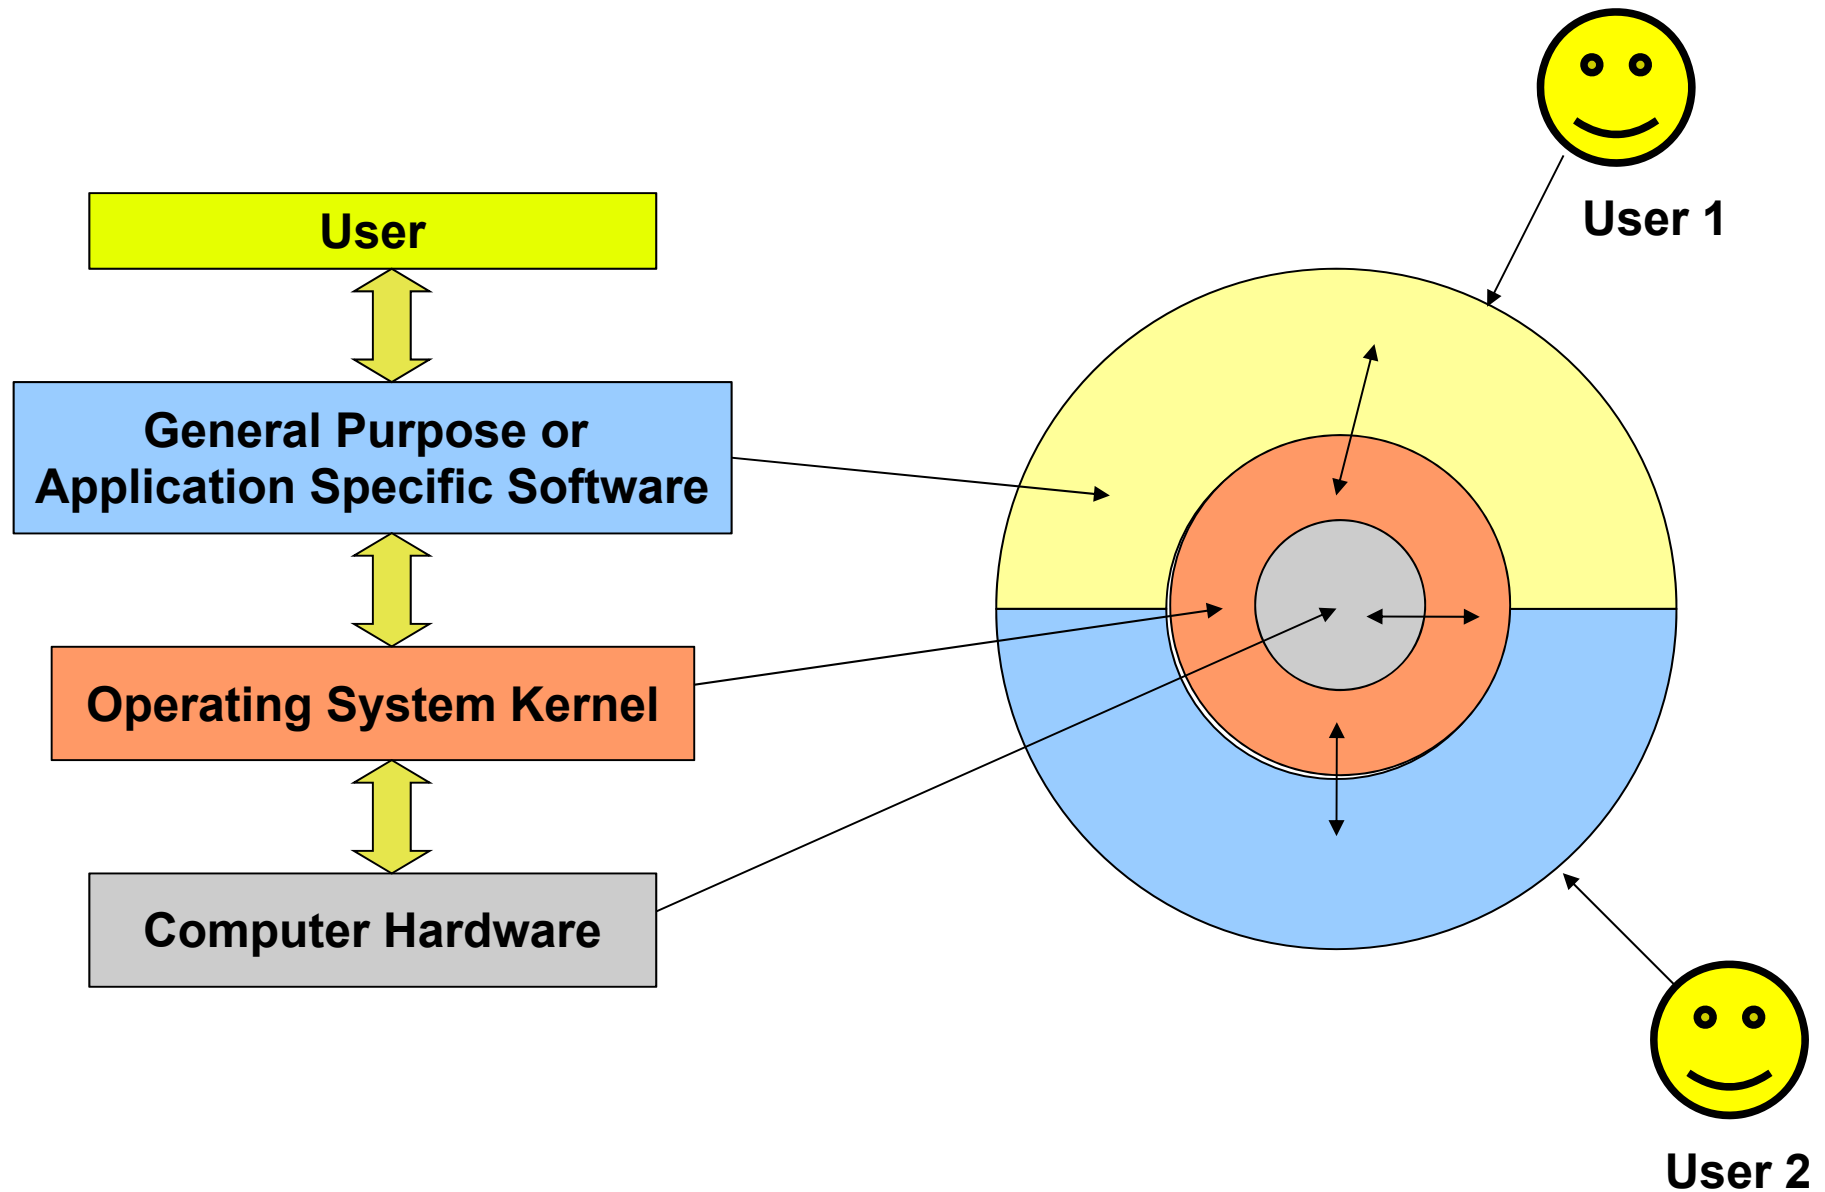 User 1
User
General Purpose or
Application Specific Software
Operating System Kernel
Computer Hardware
User 2